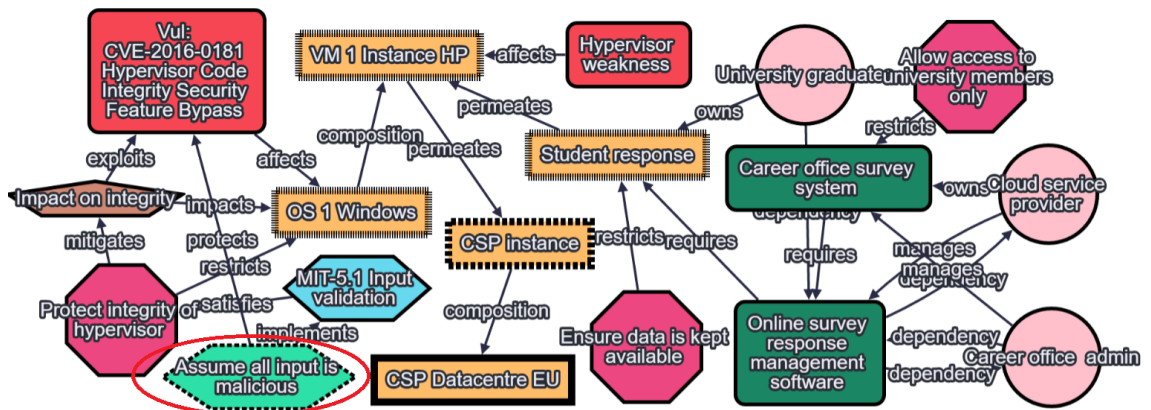 Vul:
CVE-2016-0181
Hypervisor Code
Integrity Security
Feature Bypass
VM 1 Instance HP
affects
Hypervisor
weakness
University graduate
Allow access to
university members
only
permeates
owns
restricts
composition
permeates
exploits
affects
Student response
Career office survey
system
owns
Cloud service
provider
Impact on integrity
impacts
OS 1 Windows
dependency
mitigates
protects
restricts
CSP instance
restricts
requires
requires
manages
manages
dependency
MIT-5.1 Input
validation
Protect integrity of
hypervisor
satisfies
implements
composition
Ensure data is kept
available
Online survey
response
management
software
dependency
dependency
Career office admin
Assume all input is
malicious
CSP Datacentre EU